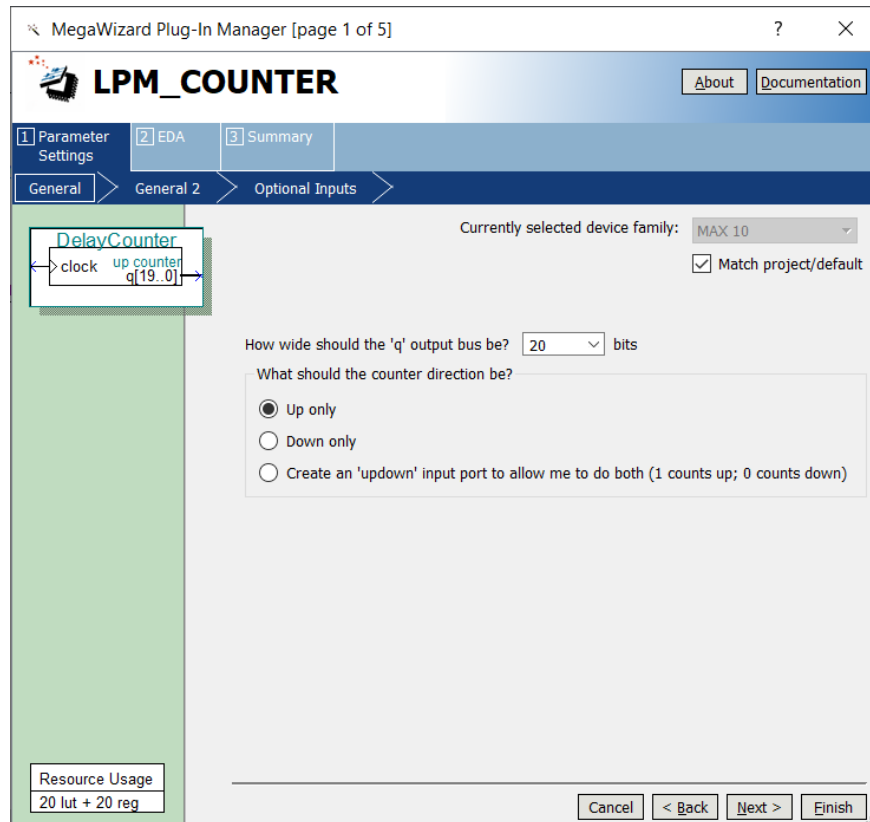 MegaWizard Plug-In Manager [page 1 of 5]
?
LPM_COUNTER
About
Documentation
1 Parameter Settings
2 EDA
3 Summary
General
General 2
Optional Inputs
DelayCounter
clock
up counter
q[19..0]
Currently selected device family:
MAX 10
Match project/default
How wide should the 'q' output bus be?
20
bits
What should the counter direction be?
Up only
Down only
Create an 'updown' input port to allow me to do both (1 counts up; 0 counts down)
Resource Usage
20 lut + 20 reg
Cancel
< Back
Next >
Finish